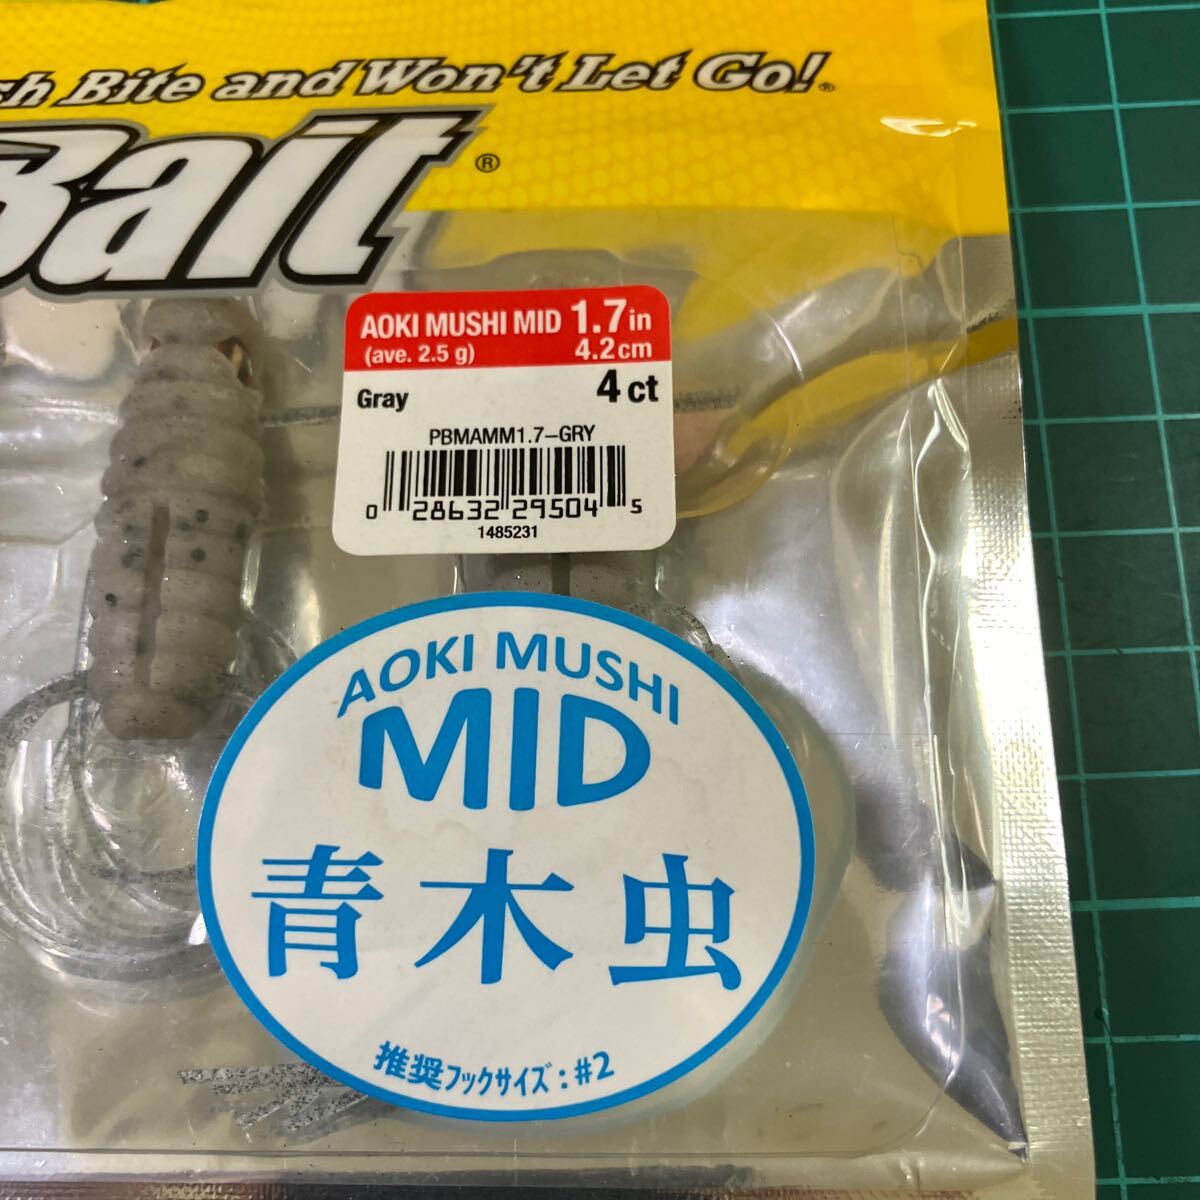 Bite and Won't Let Go!®
Bait®
AOKI MUSHI MID 1.7in
(ave. 2.5 g) 4.2cm
Gray 4 ct
PBMAMM1.7-GRY
0 28632 29504 5
1485231
AOKI MUSHI
MID
青木虫
推奨フックサイズ:#2